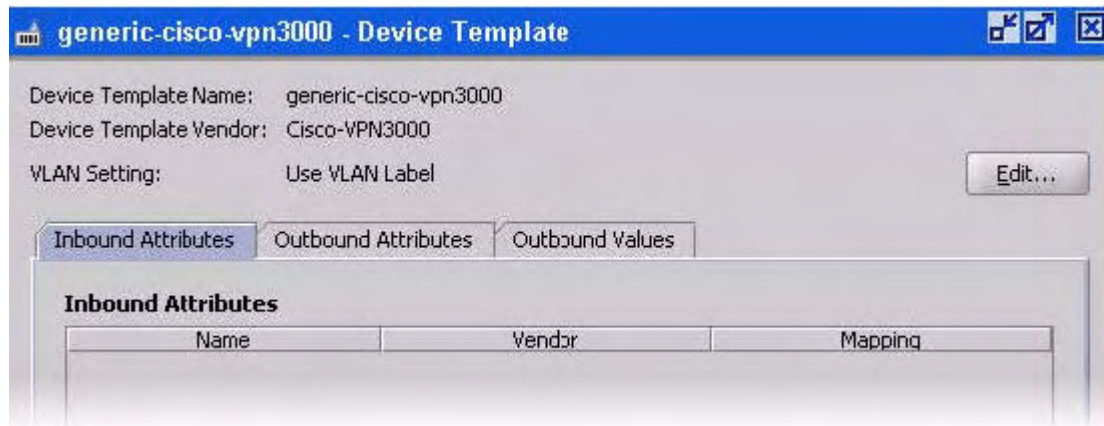 generic-cisco-vpn3000 - Device Template
Device Template Name: generic-cisco-vpn3000
Device Template Vendor: Cisco-VPN3000
VLAN Setting: Use VLAN Label
Edit...
Inbound Attributes Outbound Attributes Outbound Values
Inbound Attributes
Name Vendor Mapping